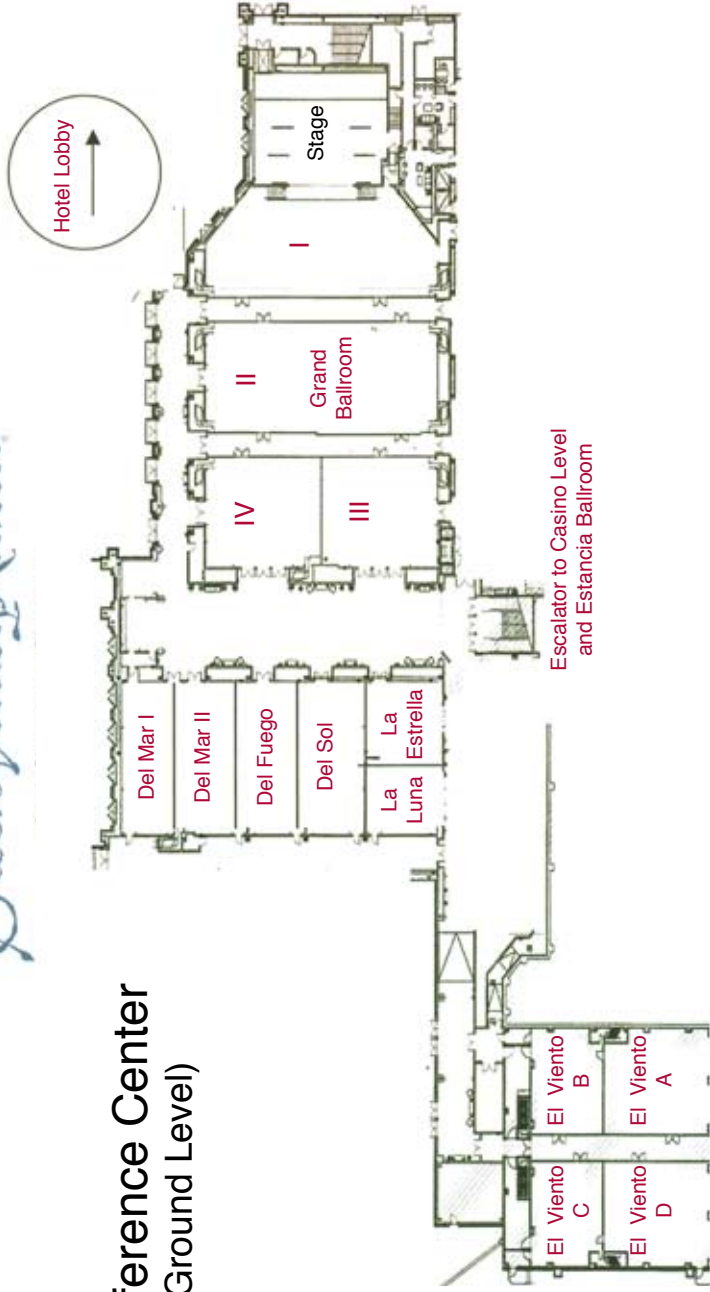 ference Center
Ground Level)
Hotel Lobby
Stage
I
II
Grand
Ballroom
IV
III
Del Mar I
Del Mar II
Del Fuego
Del Sol
La
Luna
La
Estrella
Escalator to Casino Level
and Estancia Ballroom
El Viento
B
El Viento
A
El Viento
C
El Viento
D